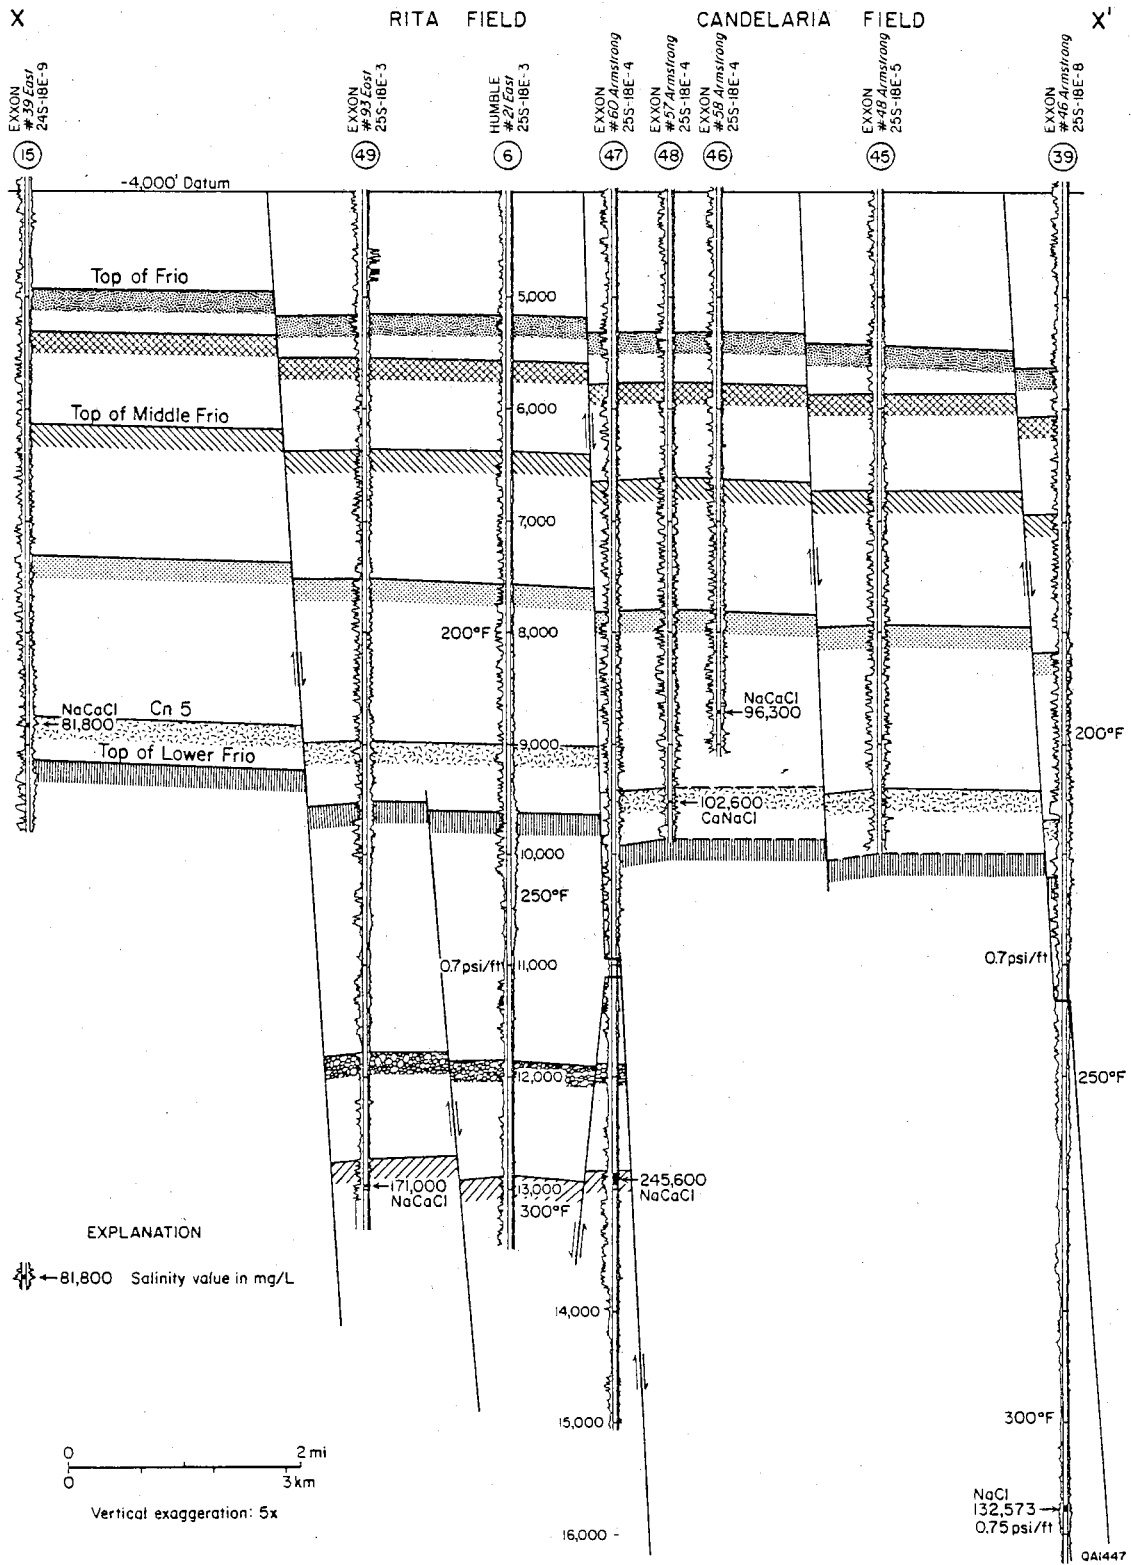 X
RITA FIELD
CANDELARIA FIELD
X'
EXXON
#39 East
24S-18E-9
EXXON
#93 East
25S-18E-3
HUMBLE
#21 East
25S-18E-3
EXXON
#60 Armstrong
25S-18E-4
EXXON
#57 Armstrong
25S-18E-4
EXXON
#58 Armstrong
25S-18E-4
EXXON
#48 Armstrong
25S-18E-5
EXXON
#46 Armstrong
25S-18E-8
15
49
6
47
48
46
45
39
-4,000' Datum
Top of Frio
5,000
6,000
Top of Middle Frio
7,000
200°F
8,000
NaCaCl
81,800
Cn 5
NaCaCl
96,300
9,000
200°F
Top of Lower Frio
102,600
CaNaCl
10,000
250°F
0.7psi/ft
11,000
0.7psi/ft
12,000
250°F
171,000
NaCaCl
13,000
300°F
245,600
NaCaCl
EXPLANATION
81,800 Salinity value in mg/L
14,000
15,000
300°F
0 2 mi
0 3 km
Vertical exaggeration: 5x
NaCl
132,573
0.75 psi/ft
16,000
QA1447